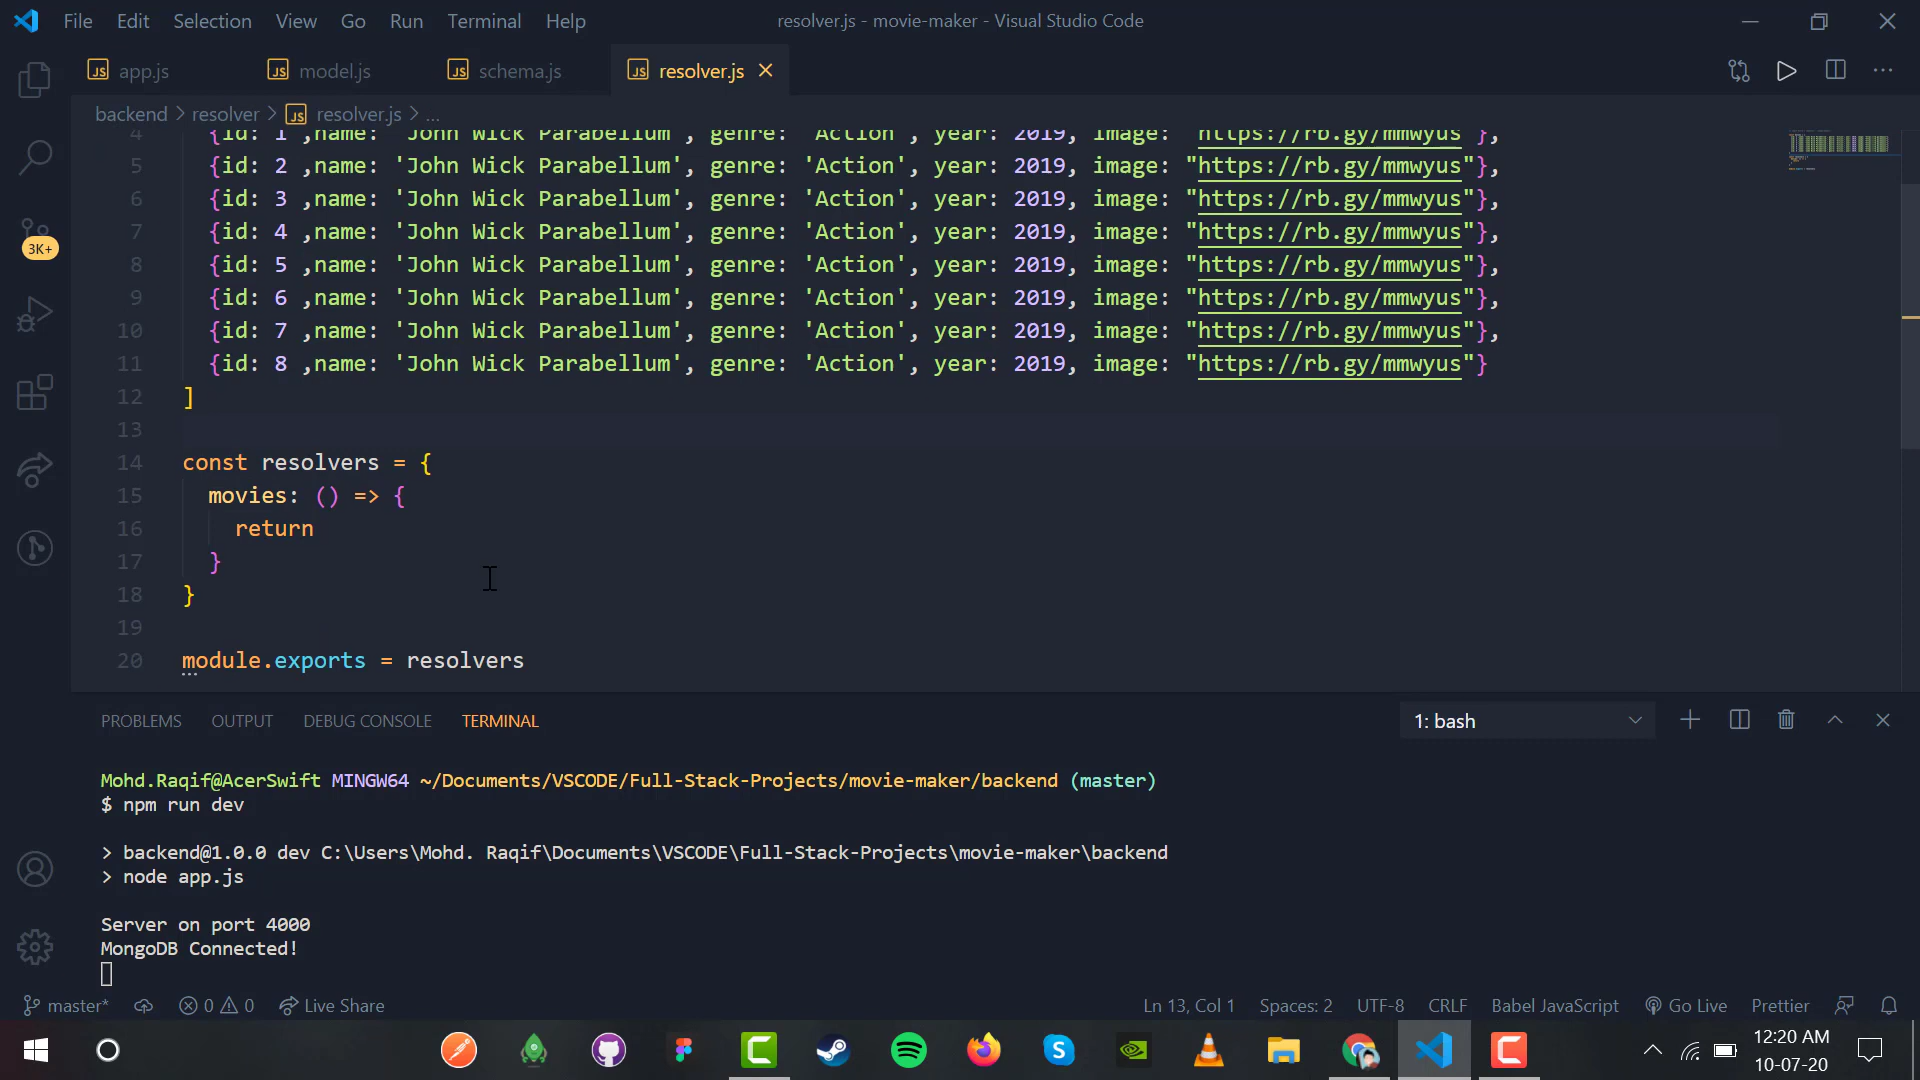 File Edit Selection View Go Run Terminal Help resolver.js - movie-maker - Visual Studio Code
JS app.js JS model.js JS schema.js JS resolver.js
backend > resolver > JS resolver.js > ...
4 {id: 1 ,name: 'John Wick Parabellum', genre: 'Action', year: 2019, image: "https://rb.gy/mmwyus"},
5 {id: 2 ,name: 'John Wick Parabellum', genre: 'Action', year: 2019, image: "https://rb.gy/mmwyus"},
6 {id: 3 ,name: 'John Wick Parabellum', genre: 'Action', year: 2019, image: "https://rb.gy/mmwyus"},
7 {id: 4 ,name: 'John Wick Parabellum', genre: 'Action', year: 2019, image: "https://rb.gy/mmwyus"},
8 {id: 5 ,name: 'John Wick Parabellum', genre: 'Action', year: 2019, image: "https://rb.gy/mmwyus"},
9 {id: 6 ,name: 'John Wick Parabellum', genre: 'Action', year: 2019, image: "https://rb.gy/mmwyus"},
10 {id: 7 ,name: 'John Wick Parabellum', genre: 'Action', year: 2019, image: "https://rb.gy/mmwyus"},
11 {id: 8 ,name: 'John Wick Parabellum', genre: 'Action', year: 2019, image: "https://rb.gy/mmwyus"}
12 ]
13
14 const resolvers = {
15 movies: () => {
16 return
17 }
18 }
19
20 module.exports = resolvers
3K+
PROBLEMS OUTPUT DEBUG CONSOLE TERMINAL 1: bash
Mohd.Raqif@AcerSwift MINGW64 ~/Documents/VSCODE/Full-Stack-Projects/movie-maker/backend (master)
$ npm run dev
> backend@1.0.0 dev C:\Users\Mohd. Raqif\Documents\VSCODE\Full-Stack-Projects\movie-maker\backend
> node app.js
Server on port 4000
MongoDB Connected!
master* 0 0 Live Share Ln 13, Col 1 Spaces: 2 UTF-8 CRLF Babel JavaScript Go Live Prettier
12:20 AM
10-07-20